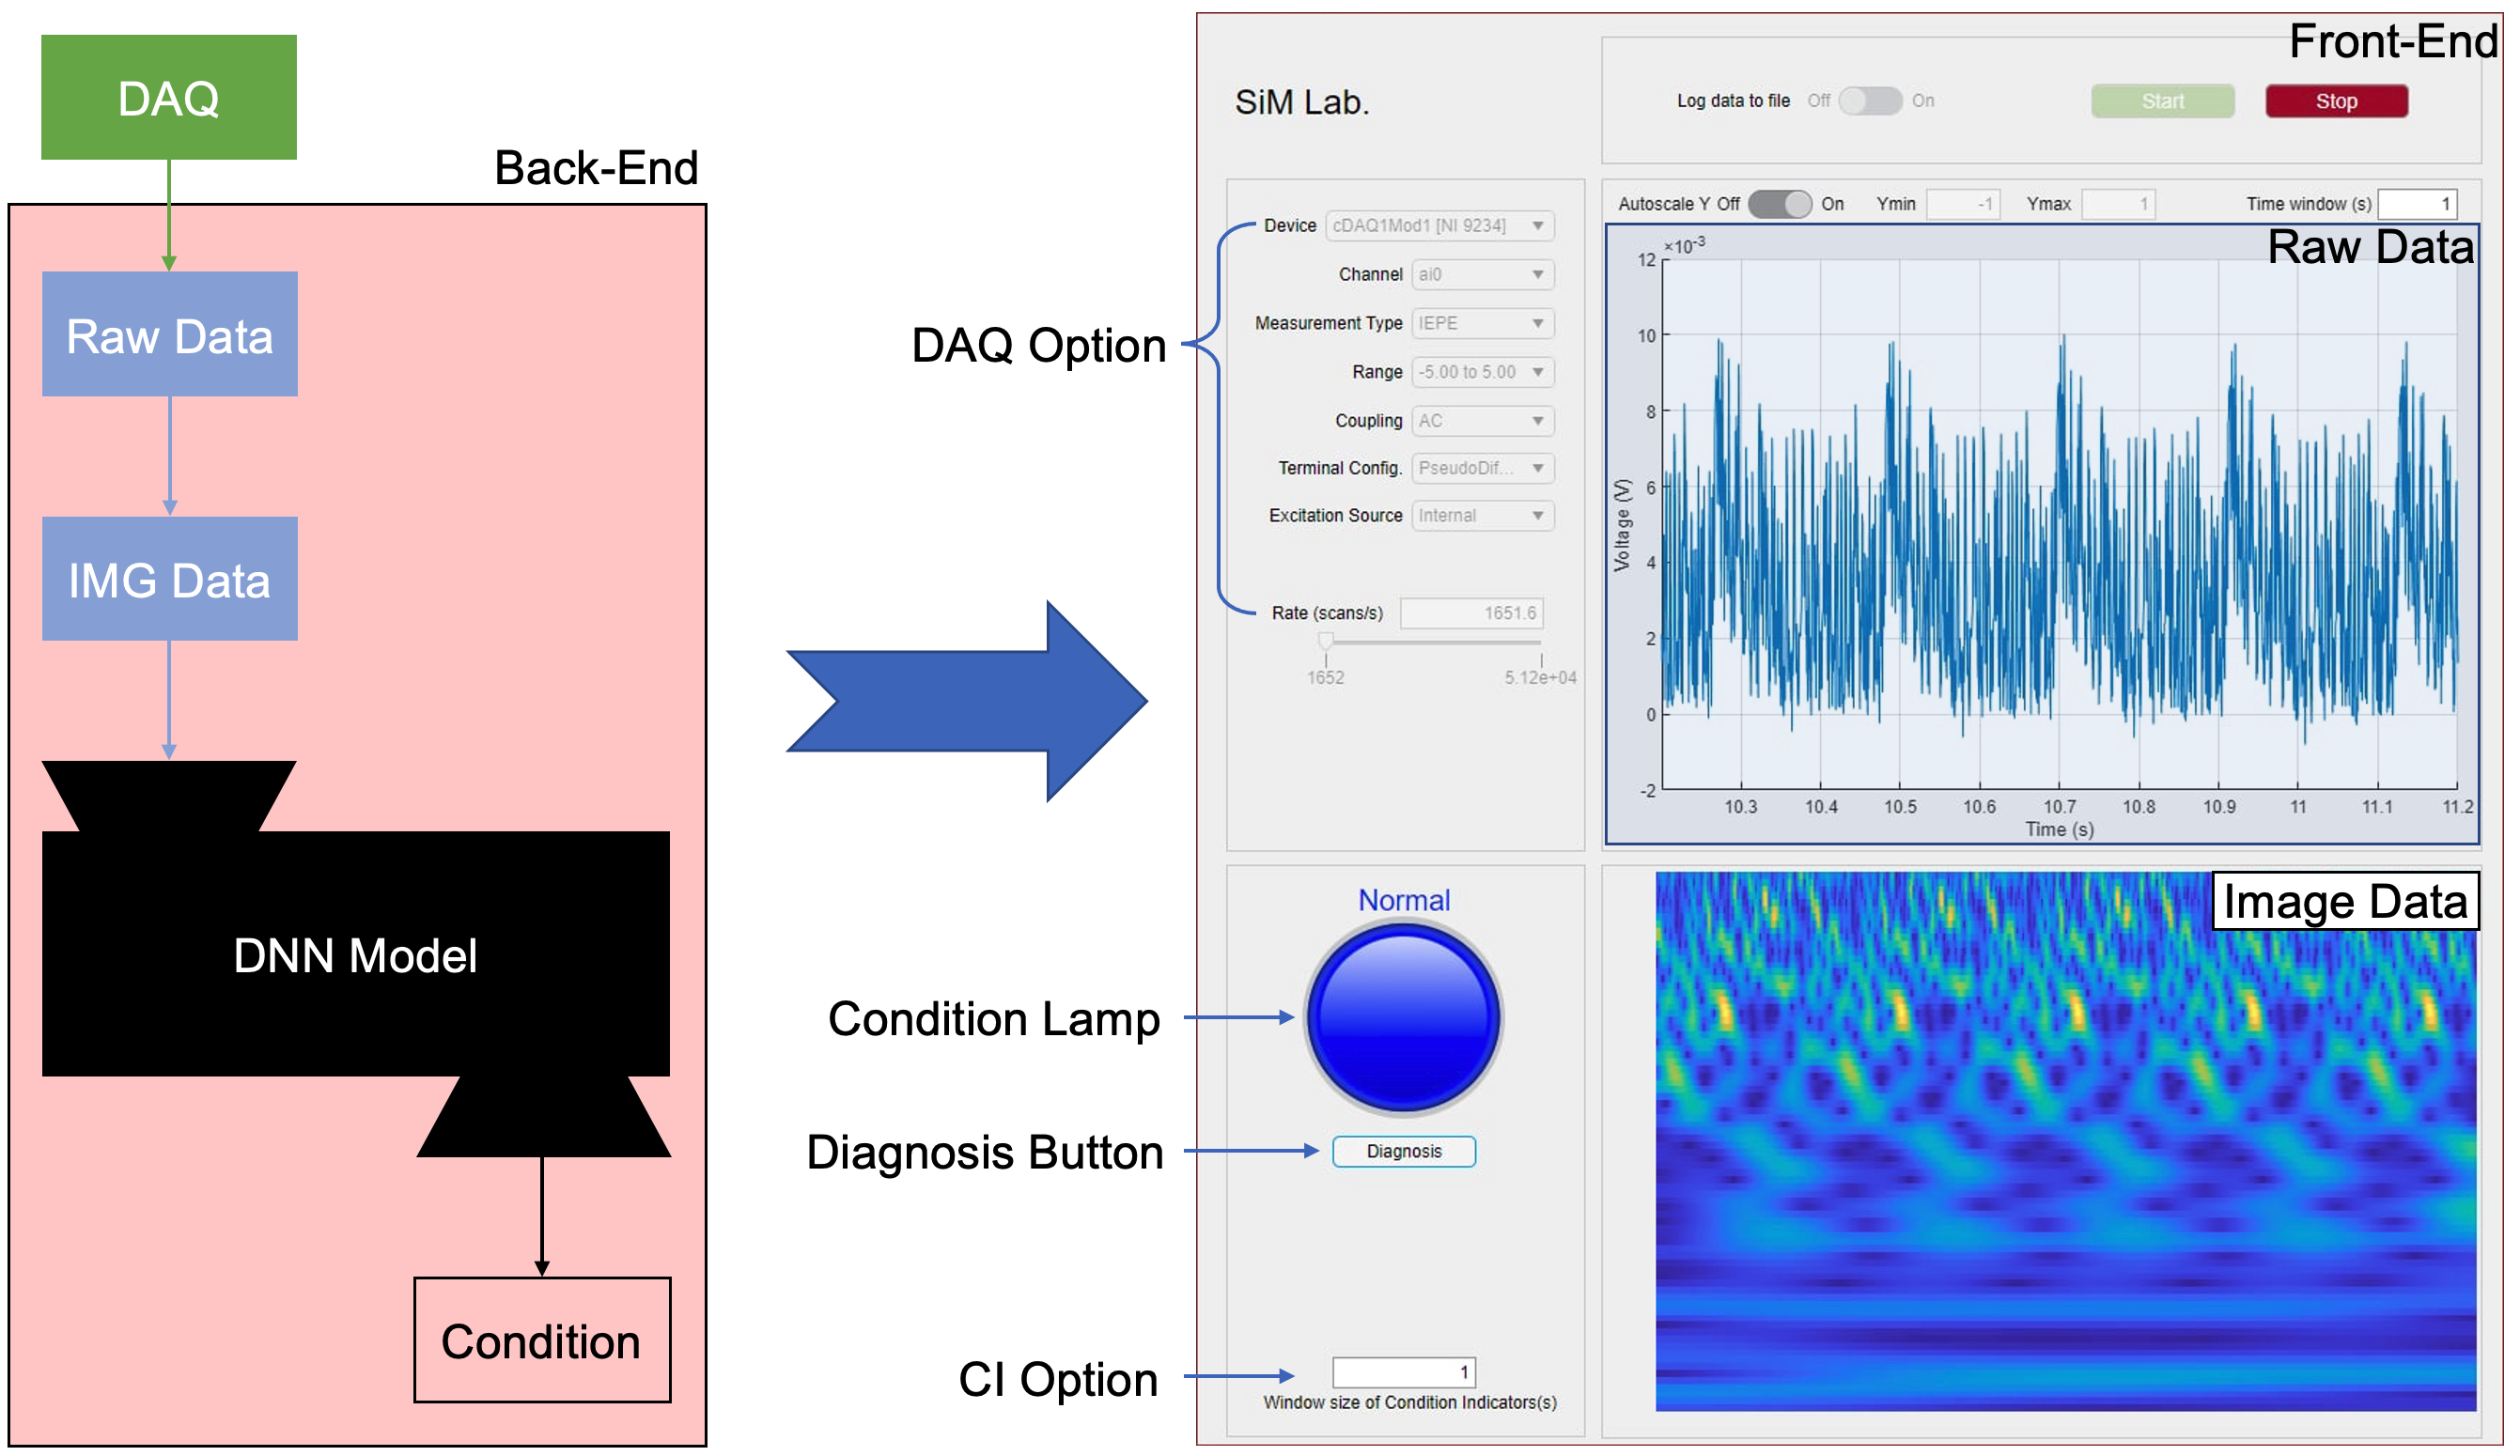 DAQ
Back-End
Raw Data
IMG Data
DNN Model
Condition
DAQ Option
Condition Lamp
Diagnosis Button
CI Option
Front-End
SiM Lab.
Log data to file Off On
Start
Stop
Device cDAQ1Mod1 [NI 9234]
Channel ai0
Measurement Type IEPE
Range -5.00 to 5.00
Coupling AC
Terminal Config. PseudoDif...
Excitation Source Internal
Rate (scans/s) 1651.6
1652 5.12e+04
Autoscale Y Off On Ymin -1 Ymax 1 Time window (s) 1
Raw Data
×10-3
12
10
8
6
4
2
0
-2
Voltage (V)
10.3 10.4 10.5 10.6 10.7 10.8 10.9 11 11.1 11.2
Time (s)
Normal
Diagnosis
1
Window size of Condition Indicators(s)
Image Data